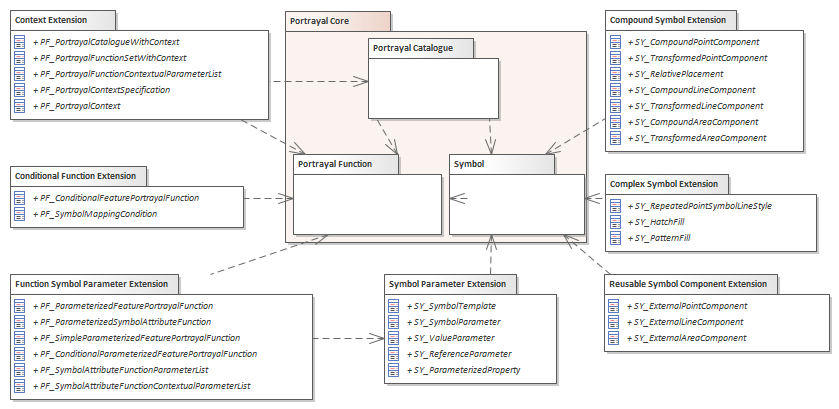 Context Extension
+ PF_PortrayalCatalogueWithContext
+ PF_PortrayalFunctionSetWithContext
+ PF_PortrayalFunctionContextualParameterList
+ PF_PortrayalContextSpecification
+ PF_PortrayalContext
Portrayal Core
Portrayal Catalogue
Portrayal Function
Symbol
Compound Symbol Extension
+ SY_CompoundPointComponent
+ SY_TransformedPointComponent
+ SY_RelativePlacement
+ SY_CompoundLineComponent
+ SY_TransformedLineComponent
+ SY_CompoundAreaComponent
+ SY_TransformedAreaComponent
Conditional Function Extension
+ PF_ConditionalFeaturePortrayalFunction
+ PF_SymbolMappingCondition
Complex Symbol Extension
+ SY_RepeatedPointSymbolLineStyle
+ SY_HatchFill
+ SY_PatternFill
Function Symbol Parameter Extension
+ PF_ParameterizedFeaturePortrayalFunction
+ PF_ParameterizedSymbolAttributeFunction
+ PF_SimpleParameterizedFeaturePortrayalFunction
+ PF_ConditionalParameterizedFeaturePortrayalFunction
+ PF_SymbolAttributeFunctionParameterList
+ PF_SymbolAttributeFunctionContextualParameterList
Symbol Parameter Extension
+ SY_SymbolTemplate
+ SY_SymbolParameter
+ SY_ValueParameter
+ SY_ReferenceParameter
+ SY_ParameterizedProperty
Reusable Symbol Component Extension
+ SY_ExternalPointComponent
+ SY_ExternalLineComponent
+ SY_ExternalAreaComponent